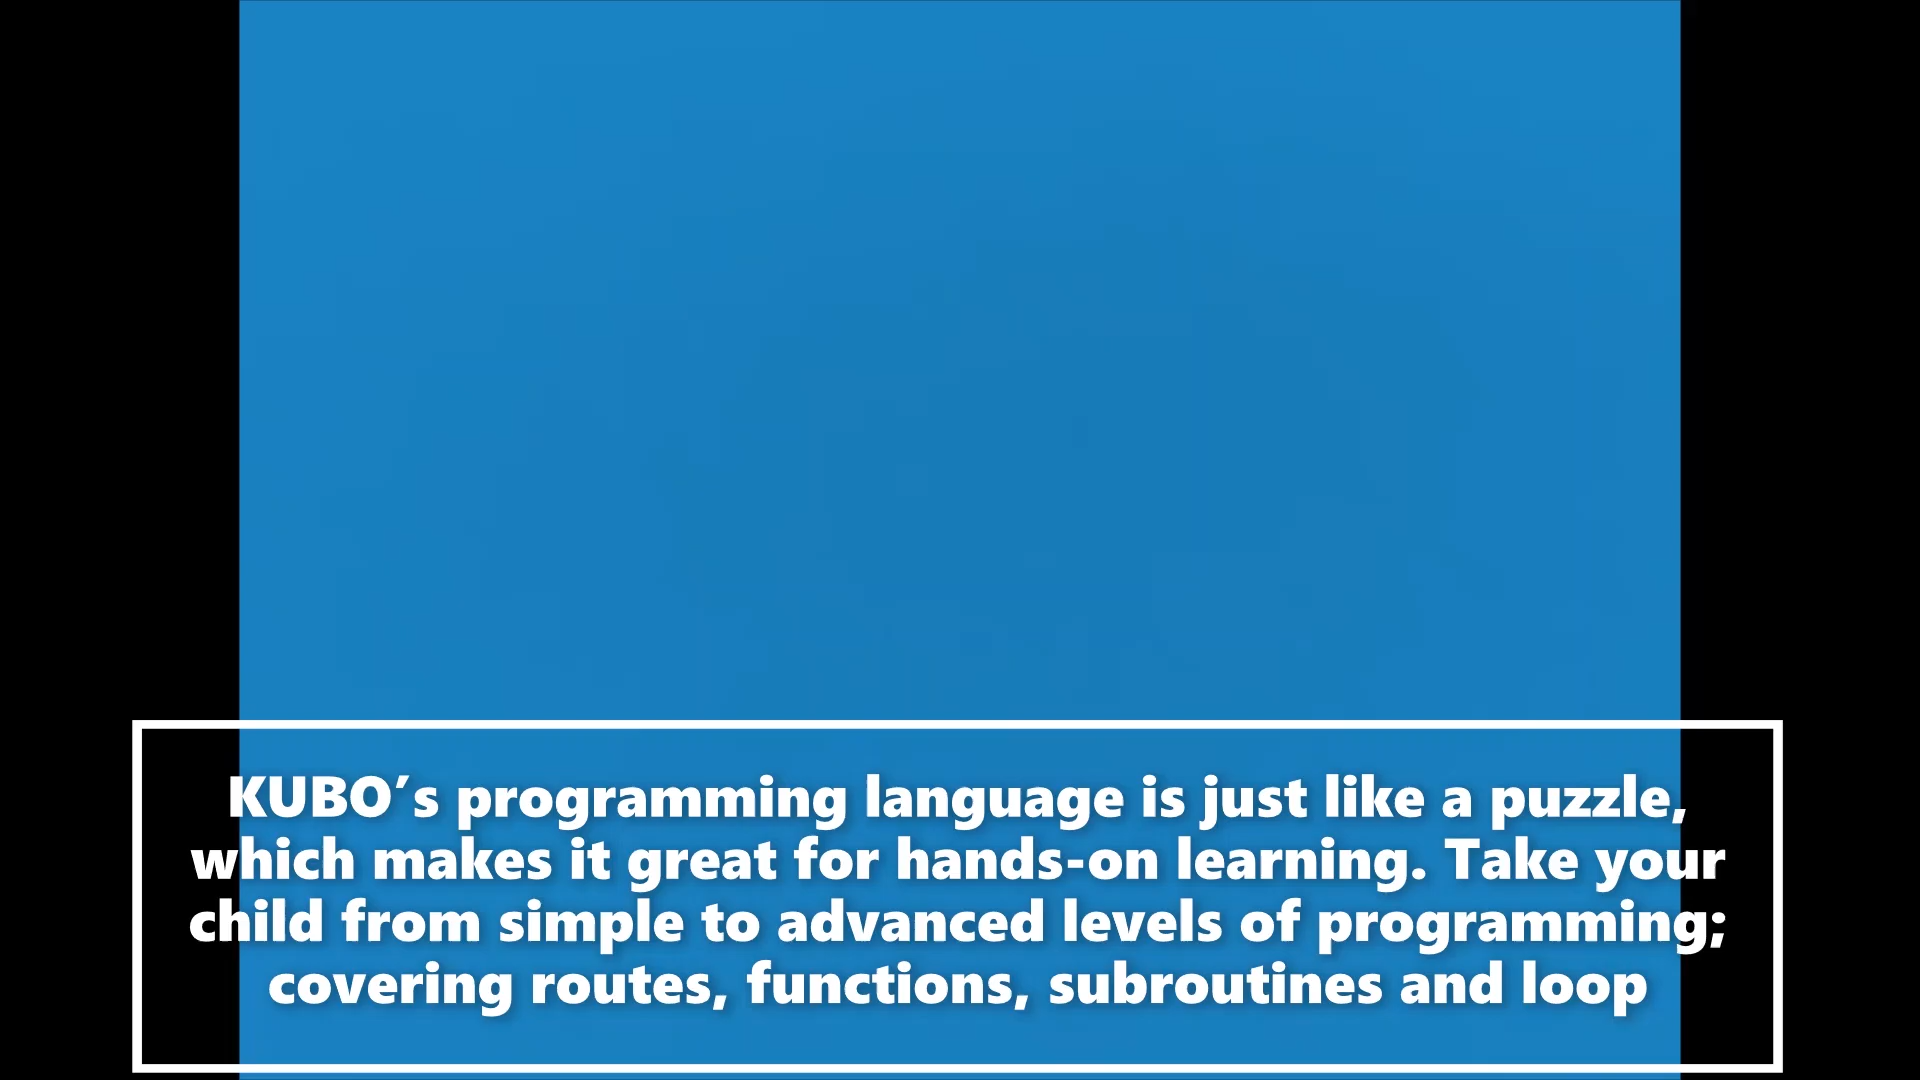 KUBO′s programming language is just like a puzzle,
which makes it great for hands-on learning. Take your
child from simple to advanced levels of programming;
covering routes, functions, subroutines and loop